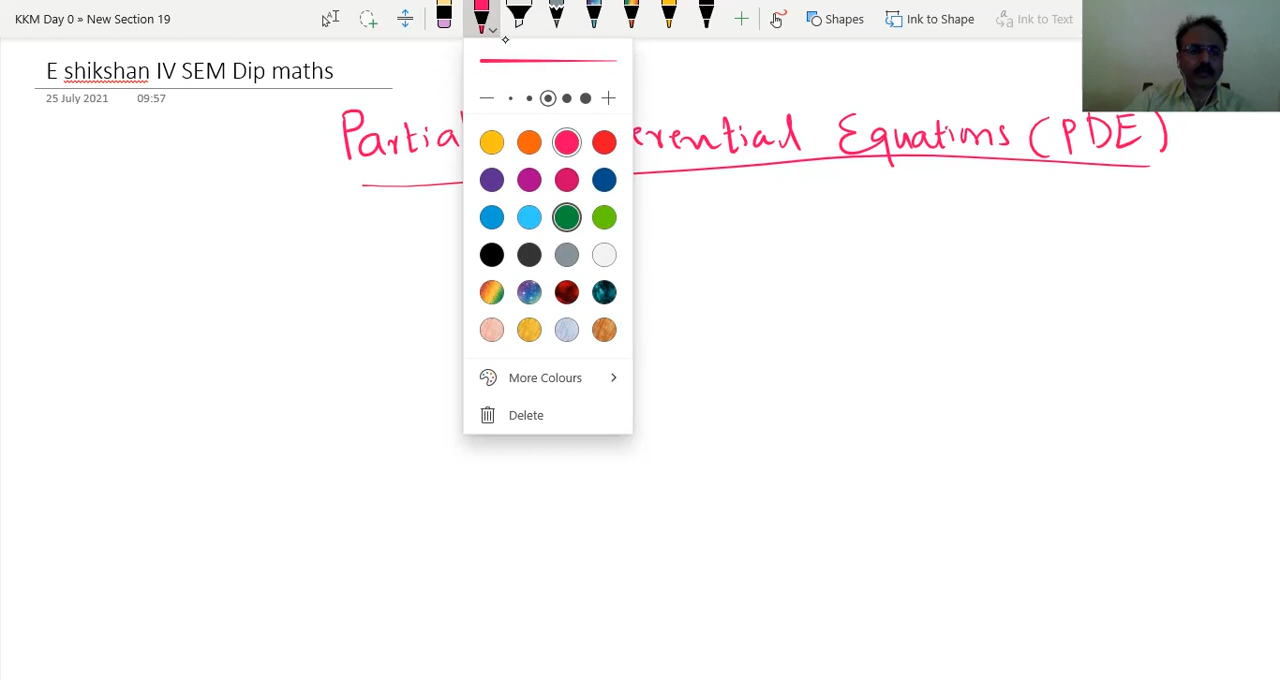 KKM Day 0 » New Section 19
Shapes
Ink to Shape
Ink to Text
E shikshan IV SEM Dip maths
25 July 2021 09:57
Partia erential Equations (PDE)
More Colours
Delete